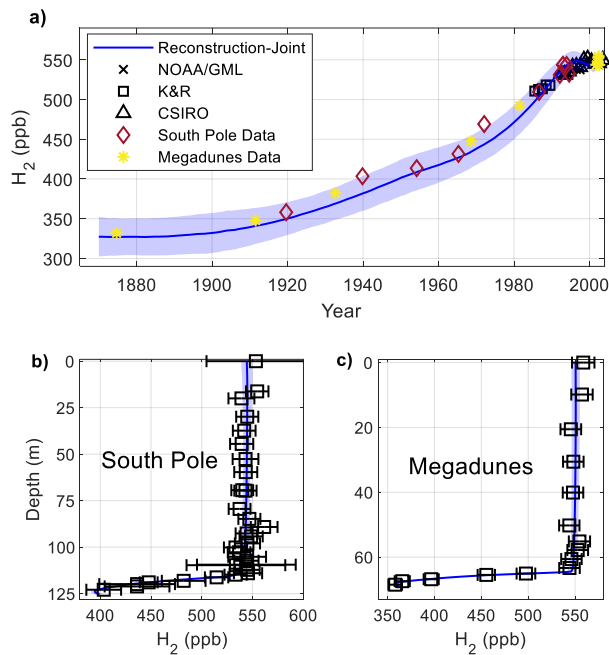 a)
Reconstruction-Joint
NOAA/GML
K&R
CSIRO
South Pole Data
Megadunes Data
H2 (ppb)
550
500
450
400
350
300
1880 1900 1920 1940 1960 1980 2000
Year
b)
South Pole
Depth (m)
0
25
50
75
100
125
400 450 500 550 600
H2 (ppb)
c)
Megadunes
0
20
40
60
350 400 450 500 550
H2 (ppb)